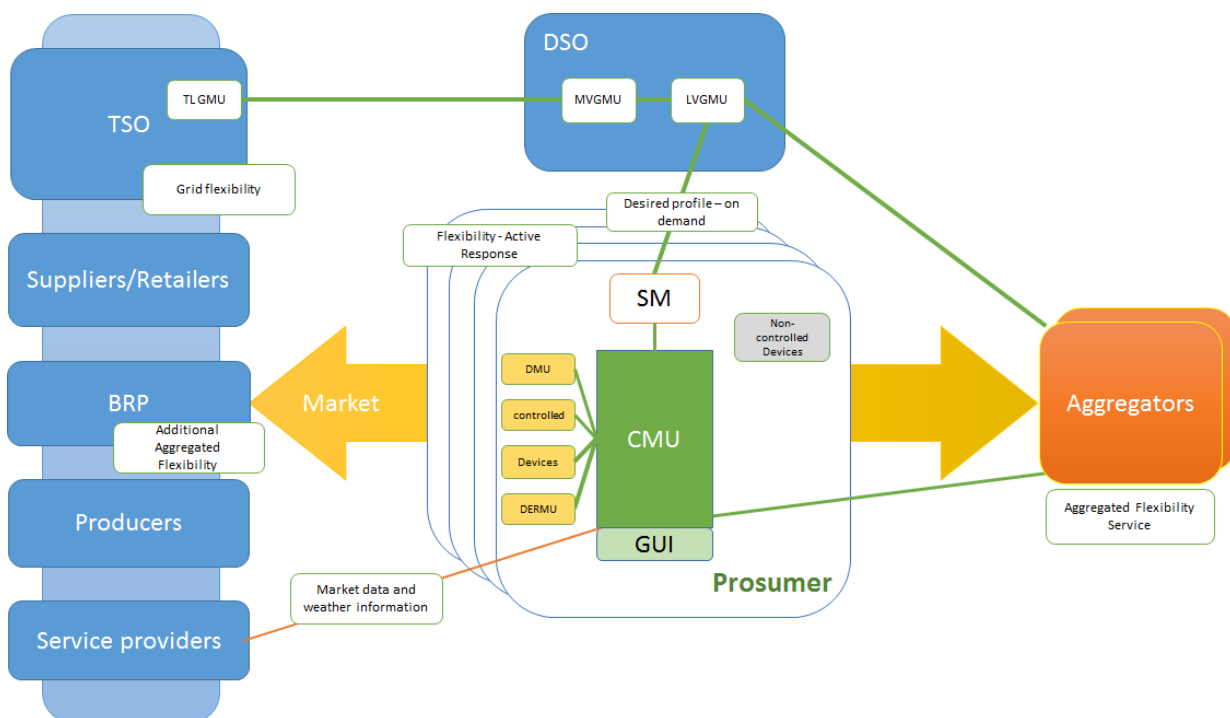 DSO
TL GMU
MVGMU
LVGMU
TSO
Grid flexibility
Desired profile – on
demand
Flexibility - Active
Response
Suppliers/Retailers
SM
Non-
controlled
Devices
DMU
BRP
Market
controlled
CMU
Aggregators
Additional
Aggregated
Flexibility
Devices
DERMU
Aggregated Flexibility
Service
Producers
GUI
Prosumer
Market data and
weather information
Service providers